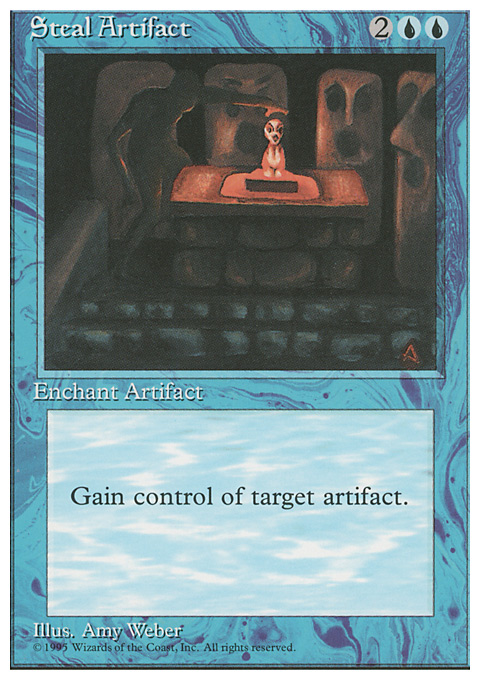 Steal Artifact 2
Enchant Artifact
Gain control of target artifact.
Illus. Amy Weber
© 1995 Wizards of the Coast, Inc. All rights reserved.